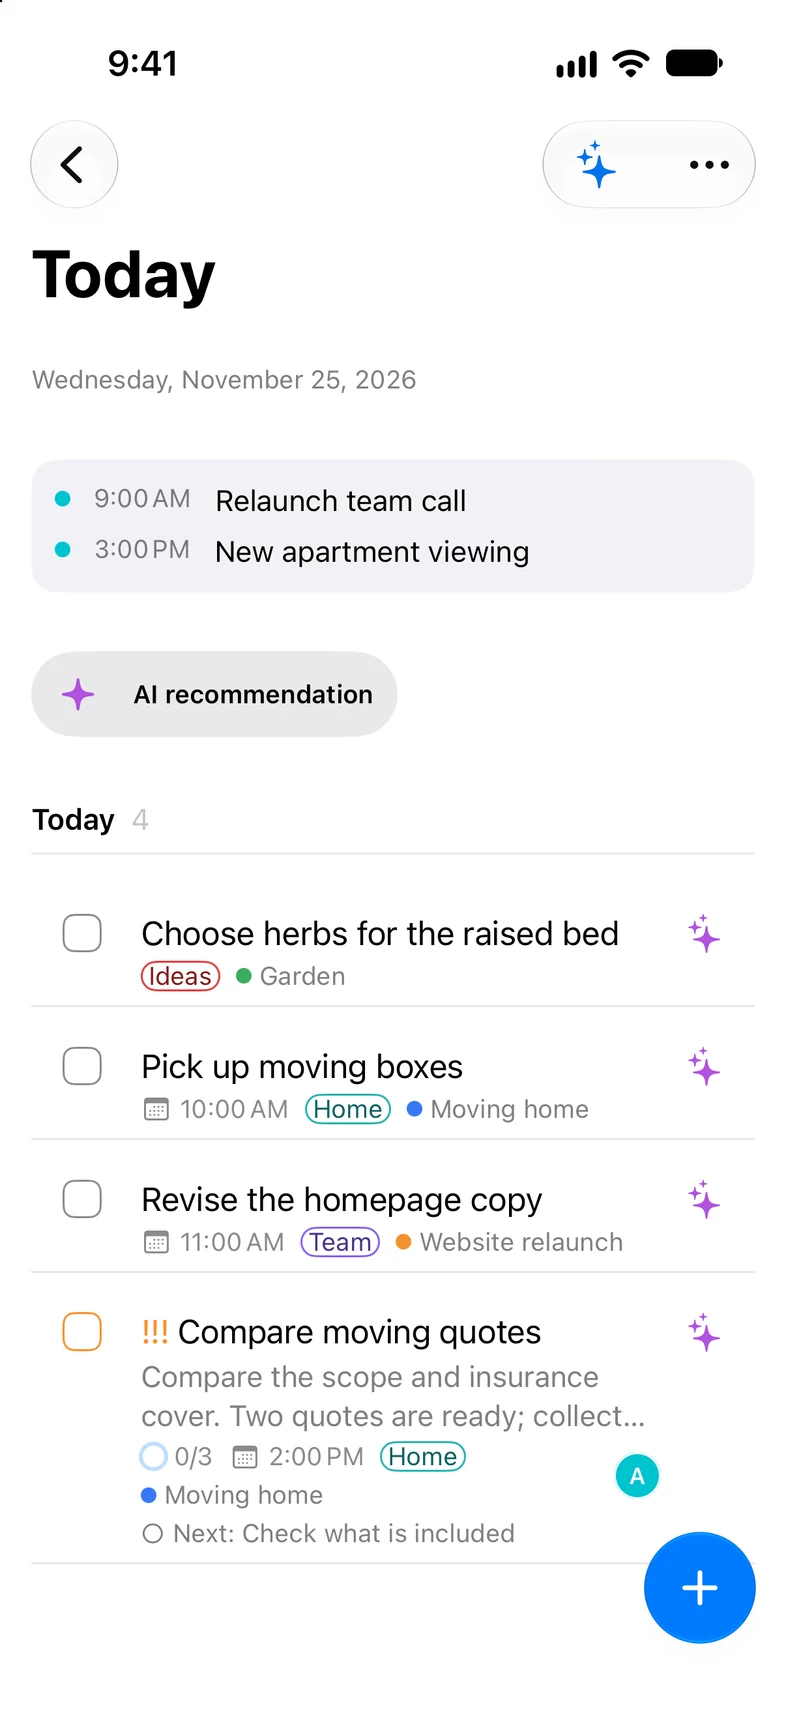 9:41
Today
Wednesday, November 25, 2026
9:00 AM Relaunch team call
3:00 PM New apartment viewing
AI recommendation
Today 4
Choose herbs for the raised bed
Ideas Garden
Pick up moving boxes
10:00 AM Home Moving home
Revise the homepage copy
11:00 AM Team Website relaunch
!!! Compare moving quotes
Compare the scope and insurance
cover. Two quotes are ready; collect...
0/3 2:00 PM Home
A
Moving home
Next: Check what is included